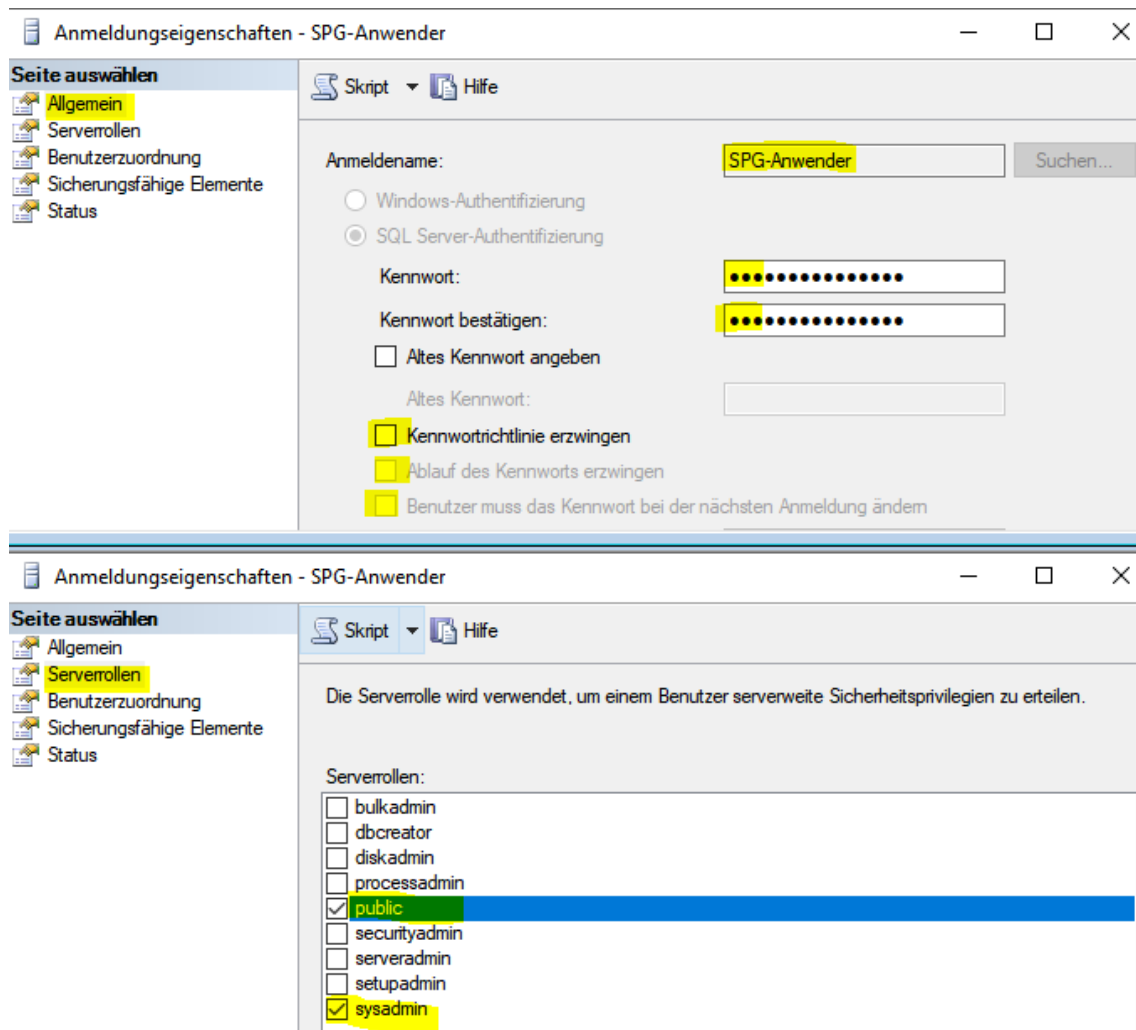 Anmeldungseigenschaften - SPG-Anwender
Seite auswählen
Allgemein
Serverrollen
Benutzerzuordnung
Sicherungsfähige Elemente
Status
Skript
Hilfe
Anmeldename:
SPG-Anwender
Suchen...
Windows-Authentifizierung
SQL Server-Authentifizierung
Kennwort:
●●●●●●●●●●●●●●●
Kennwort bestätigen:
●●●●●●●●●●●●●●●
Altes Kennwort angeben
Altes Kennwort:
Kennwortrichtlinie erzwingen
Ablauf des Kennworts erzwingen
Benutzer muss das Kennwort bei der nächsten Anmeldung ändern
Anmeldungseigenschaften - SPG-Anwender
Seite auswählen
Allgemein
Serverrollen
Benutzerzuordnung
Sicherungsfähige Elemente
Status
Skript
Hilfe
Die Serverrolle wird verwendet, um einem Benutzer serverweite Sicherheitsprivilegien zu erteilen.
Serverrollen:
bulkadmin
dbcreator
diskadmin
processadmin
public
securityadmin
serveradmin
setupadmin
sysadmin